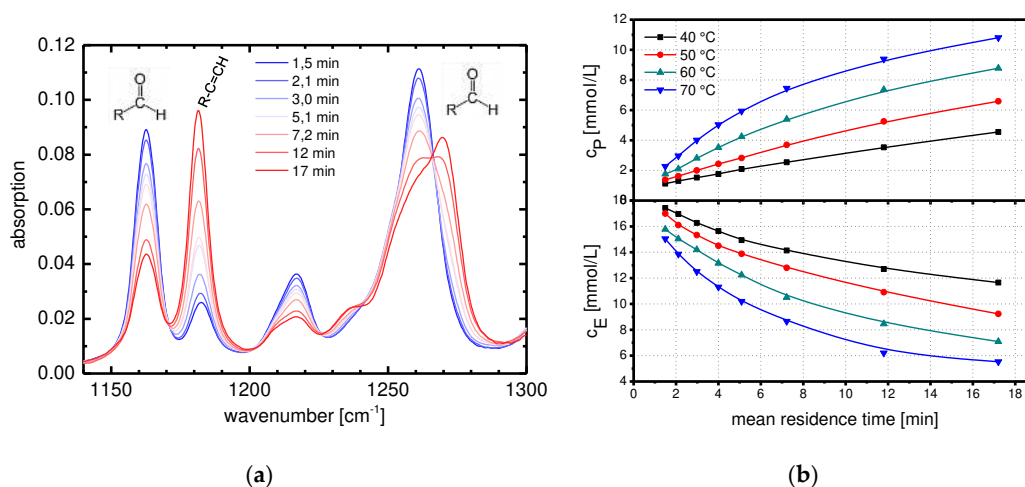 0.12
0.10
0.08
0.06
0.04
0.02
0.00
absorption
1150
1200
1250
1300
wavenumber [cm⁻¹]
O
R
H
R-C=CH
1,5 min
2,1 min
3,0 min
5,1 min
7,2 min
12 min
17 min
O
R
H
(a)
12
10
8
6
4
2
c_P [mmol/L]
40 °C
50 °C
60 °C
70 °C
16
14
12
10
8
6
4
c_E [mmol/L]
0
2
4
6
8
10
12
14
16
18
mean residence time [min]
(b)